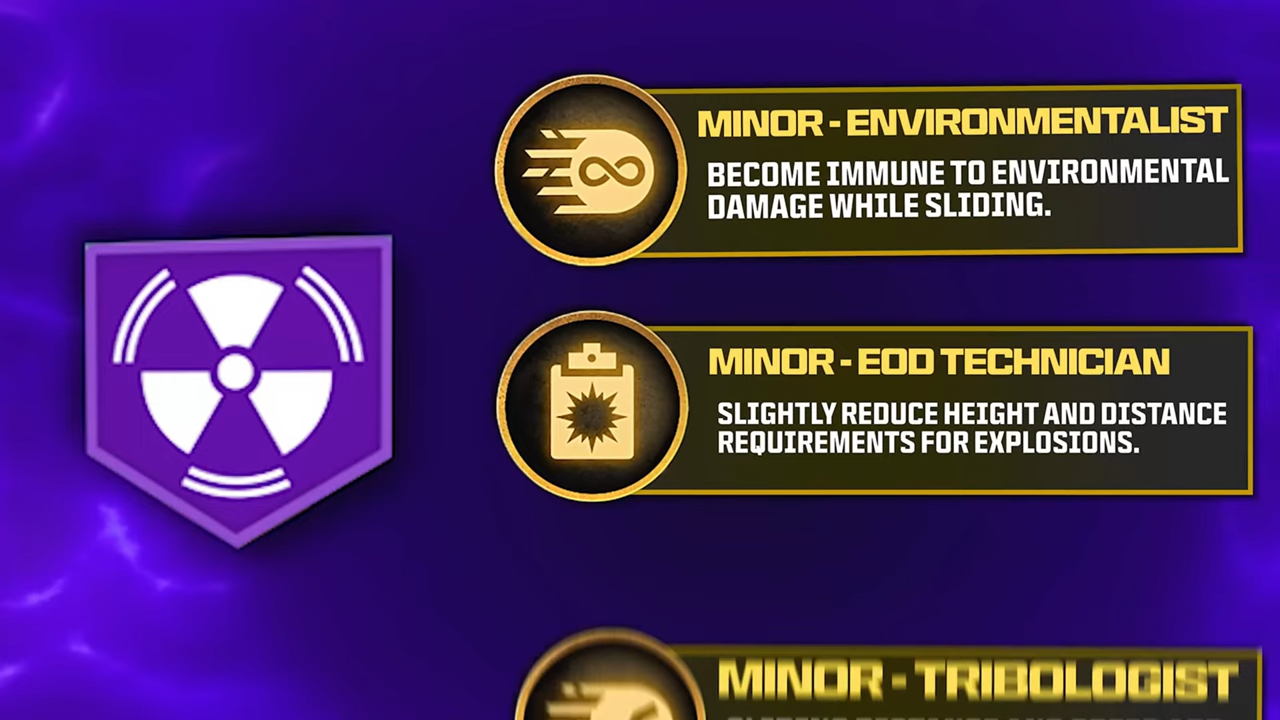 MINOR - ENVIRONMENTALIST
BECOME IMMUNE TO ENVIRONMENTAL
DAMAGE WHILE SLIDING.
MINOR - EOD TECHNICIAN
SLIGHTLY REDUCE HEIGHT AND DISTANCE
REQUIREMENTS FOR EXPLOSIONS.
MINOR - TRIBOLOGIST